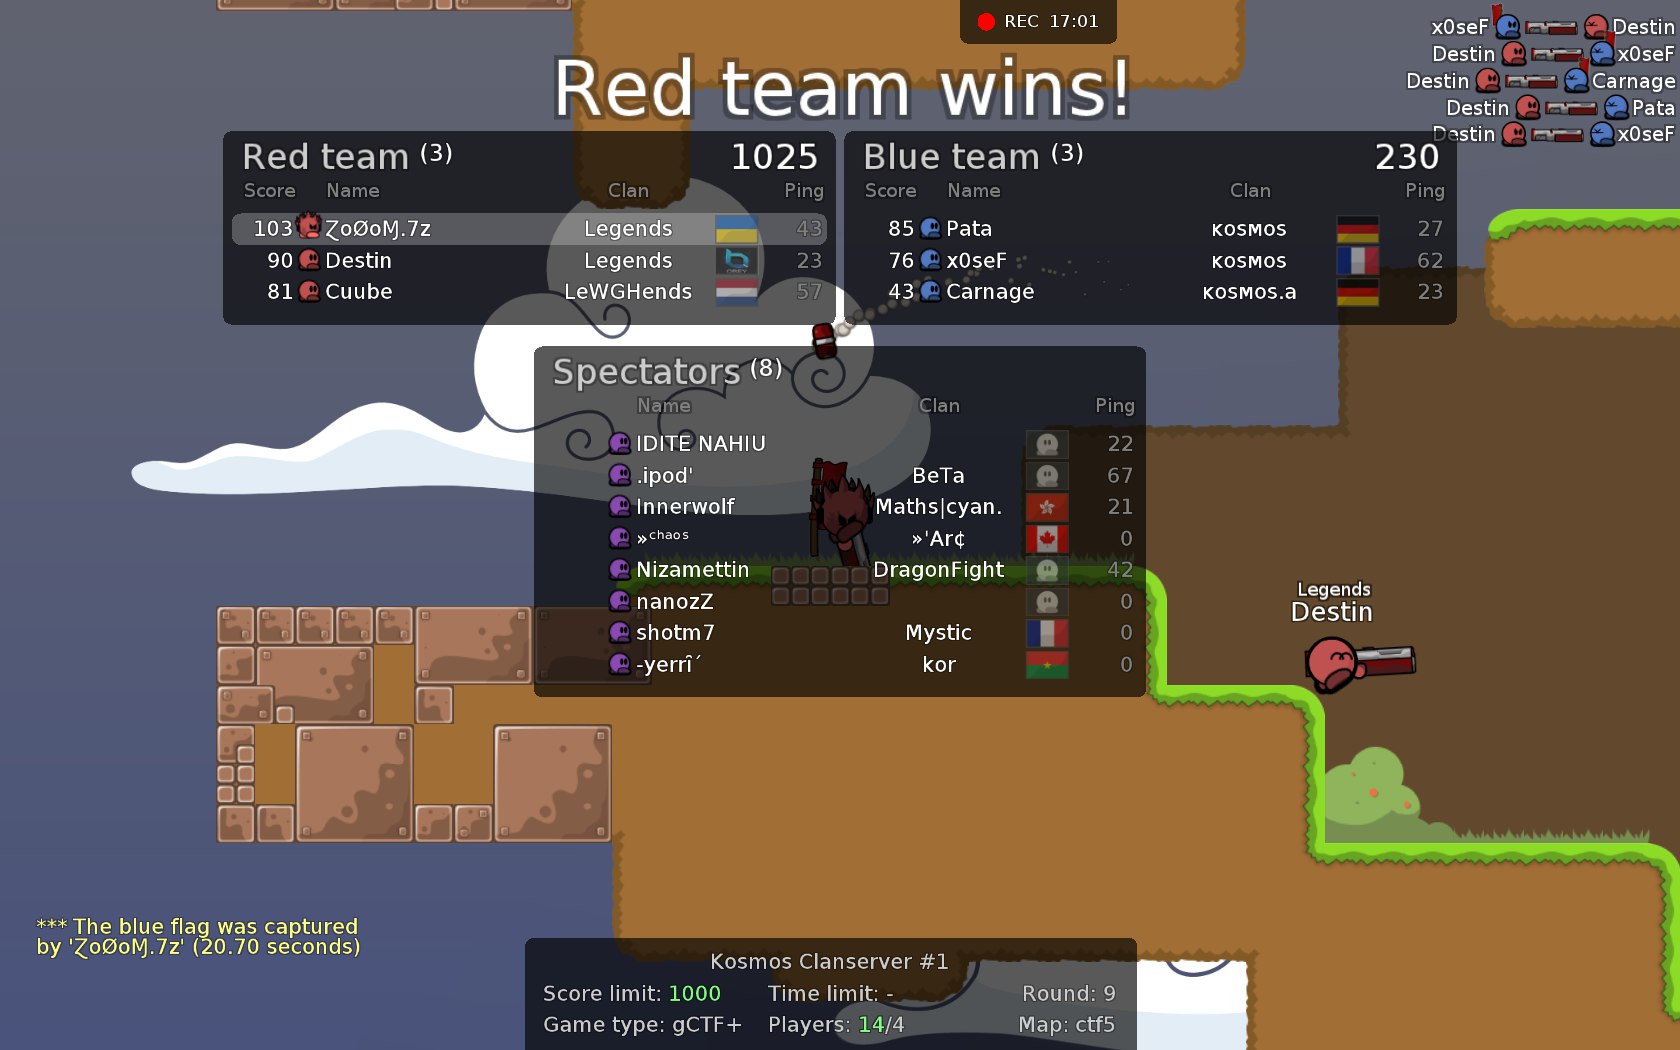 REC 17:01
x0seF Destin
Destin x0seF
Destin Carnage
Destin Pata
Destin x0seF
Red team wins!
Red team (3) 1025
Score Name Clan Ping
103 ⱿoØoⱮ.7z Legends 43
90 Destin Legends 23
81 Cuube LeWGHends 57
Blue team (3) 230
Score Name Clan Ping
85 Pata ĸosмos 27
76 x0seF ĸosмos 62
43 Carnage ĸosмos.a 23
Spectators (8)
Name Clan Ping
IDITE NAHIU 22
.ipod' BeTa 67
Innerwolf Maths|cyan. 21
»ᶜʰᵃᵒˢ »'Ar¢ 0
Nizamettin DragonFight 42
nanozZ 0
shotm7 Mystic 0
-yerrî´ kor 0
Legends
Destin
*** The blue flag was captured
by 'ⱿoØoⱮ.7z' (20.70 seconds)
Kosmos Clanserver #1
Score limit: 1000 Time limit: - Round: 9
Game type: gCTF+ Players: 14/4 Map: ctf5